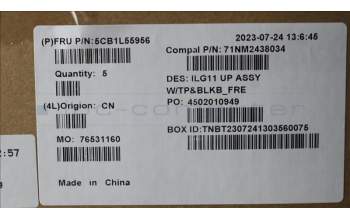 2023-07-24 13:6:45
(P)FRU P/N:5CB1L55956
Compal P/N: 71NM2438034
Quantity: 5
DES: ILG11 UP ASSY
W/TP&BLKB_FRE
(4L)Origion: CN
PO: 4502010949
MO: 76531160
BOX ID:TNBT2307241303560075
2:57
Made in China